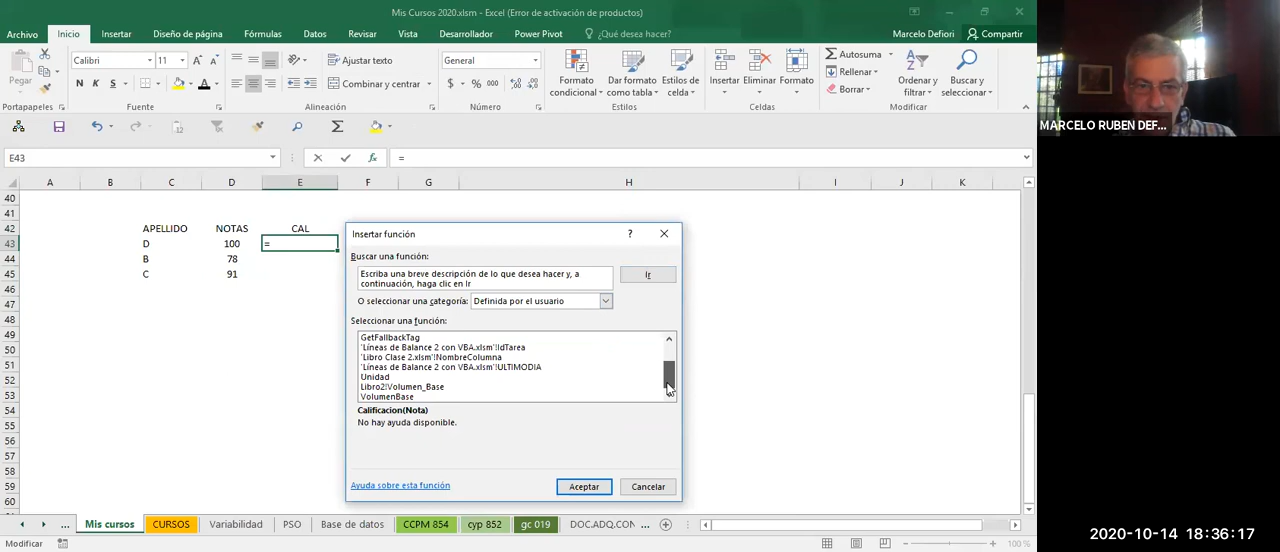 Mis Cursos 2020.xlsm - Excel (Error de activación de productos)
Archivo Inicio Insertar Diseño de página Fórmulas Datos Revisar Vista Desarrollador Power Pivot ¿Qué desea hacer? Marcelo Defiori Compartir
Pegar
Calibri 11
N K S
Ajustar texto
Combinar y centrar
General
$ % 000
Formato condicional
Dar formato como tabla
Estilos de celda
Insertar Eliminar Formato
Autosuma
Rellenar
Borrar
Ordenar y filtrar
Buscar y seleccionar
Portapapeles Fuente Alineación Número Estilos Celdas Modificar
MARCELO RUBEN DEF...
E43 fx =
A B C D E F G H I J K
40
41
42 APELLIDO NOTAS CAL
43 D 100 =
44 B 78
45 C 91
46
47
48
49
50
51
52
53
54
55
56
57
58
59
60
Insertar función ?
Buscar una función:
Escriba una breve descripción de lo que desea hacer y, a
continuación, haga clic en Ir
Ir
O seleccionar una categoría: Definida por el usuario
Seleccionar una función:
GetFallbackTag
'Líneas de Balance 2 con VBA.xlsm'!IdTarea
'Libro Clase 2.xlsm'!NombreColumna
'Líneas de Balance 2 con VBA.xlsm'!ULTIMODIA
Unidad
Libro2!Volumen_Base
VolumenBase
Calificacion(Nota)
No hay ayuda disponible.
Ayuda sobre esta función Aceptar Cancelar
... Mis cursos CURSOS Variabilidad PSO Base de datos CCPM 854 cyp 852 gc 019 DOC.ADQ.CON ...
Modificar 100 %
2020-10-14 18:36:17